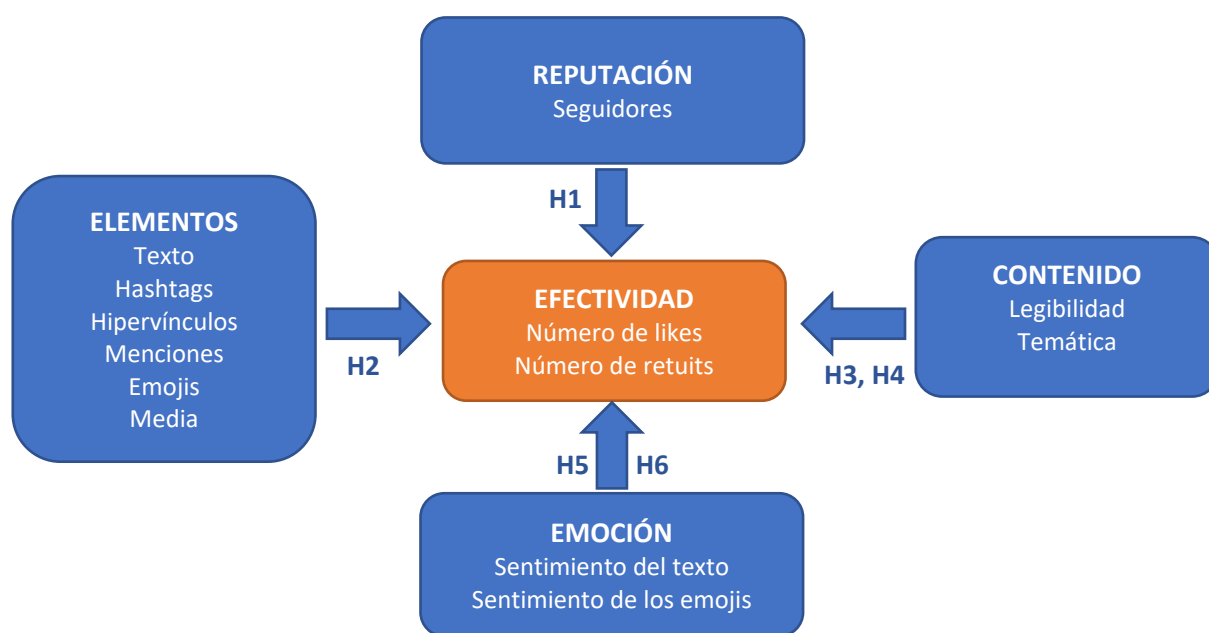 REPUTACIÓN
Seguidores
H1
ELEMENTOS
Texto
Hashtags
Hipervínculos
Menciones
Emojis
Media
H2
EFECTIVIDAD
Número de likes
Número de retuits
CONTENIDO
Legibilidad
Temática
H3, H4
H5 H6
EMOCIÓN
Sentimiento del texto
Sentimiento de los emojis